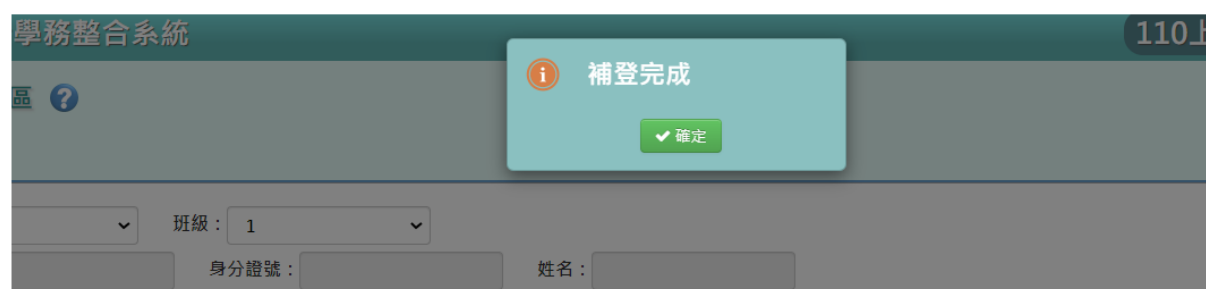 學務整合系統
110上
補登完成
區
確定
班級： 1
身分證號：
姓名：